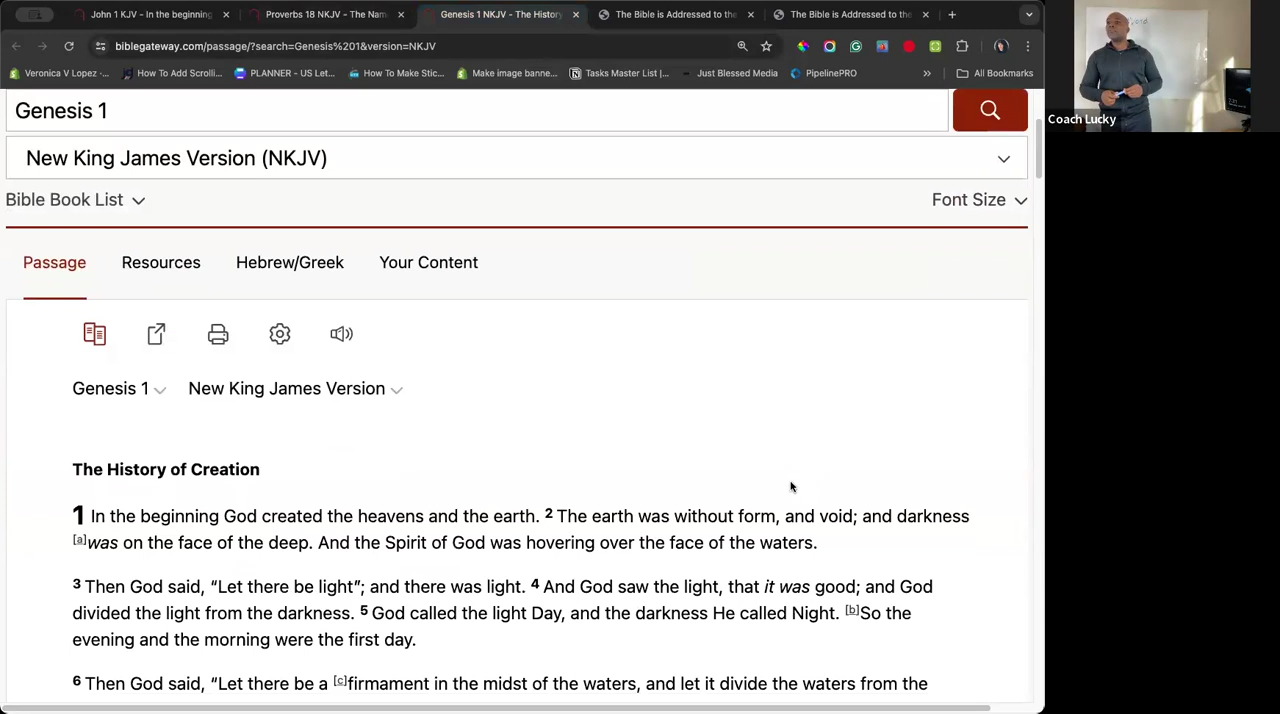 John 1 KJV - In the beginning
Proverbs 18 NKJV - The Nam
Genesis 1 NKJV - The History
The Bible is Addressed to the
The Bible is Addressed to the
biblegateway.com/passage/?search=Genesis%201&version=NKJV
Veronica V Lopez -...
How To Add Scrolli...
PLANNER - US Let...
How To Make Stic...
Make image banne...
Tasks Master List |...
Just Blessed Media
PipelinePRO
All Bookmarks
Genesis 1
New King James Version (NKJV)
Bible Book List
Font Size
Passage
Resources
Hebrew/Greek
Your Content
Genesis 1
New King James Version
The History of Creation
1 In the beginning God created the heavens and the earth. 2 The earth was without form, and void; and darkness
[a]was on the face of the deep. And the Spirit of God was hovering over the face of the waters.
3 Then God said, “Let there be light”; and there was light. 4 And God saw the light, that it was good; and God
divided the light from the darkness. 5 God called the light Day, and the darkness He called Night. [b]So the
evening and the morning were the first day.
6 Then God said, “Let there be a [c]firmament in the midst of the waters, and let it divide the waters from the
Coach Lucky